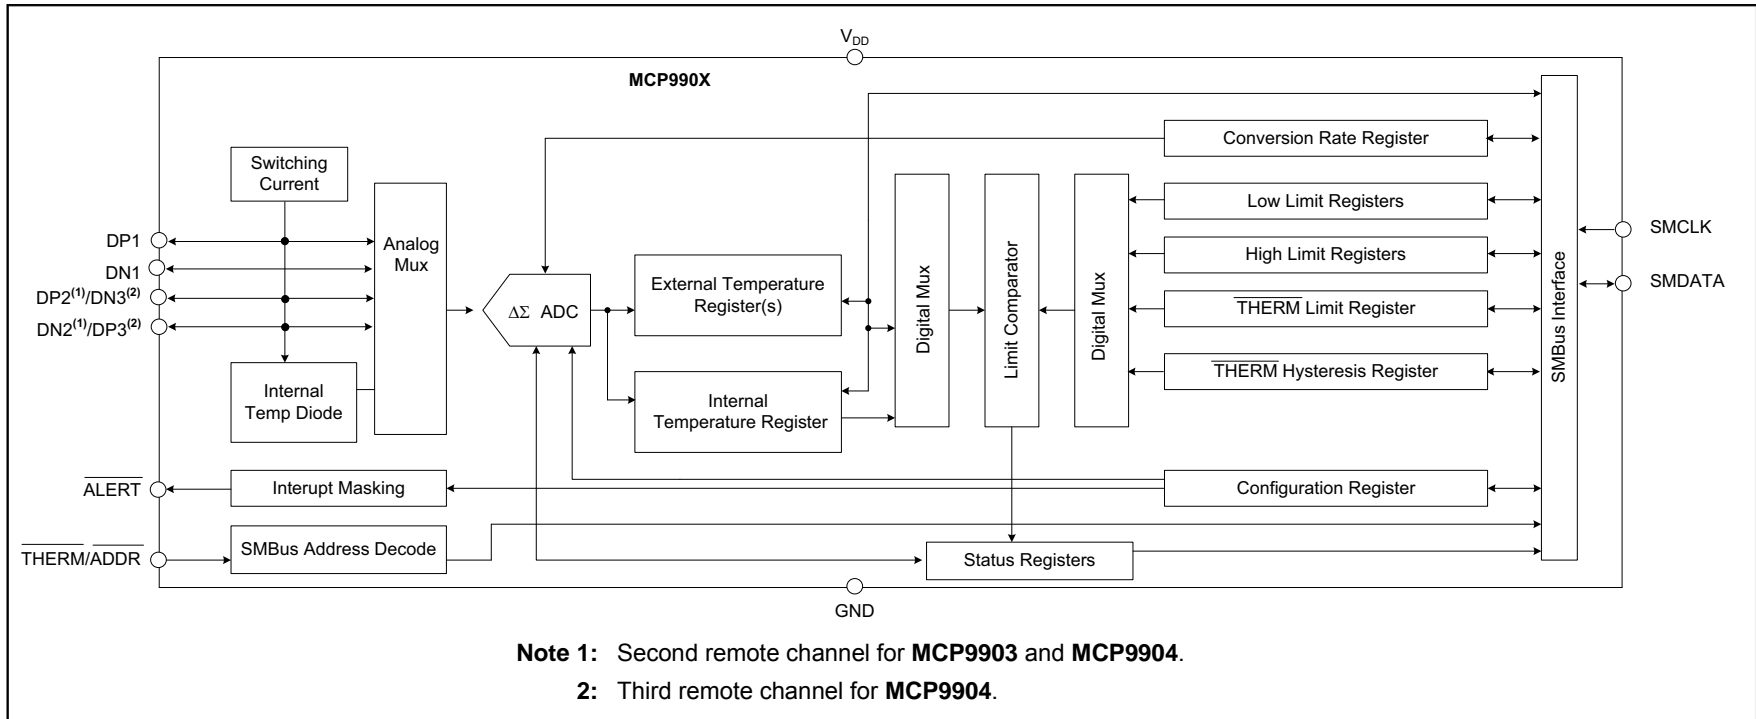 V_DD
MCP990X
Conversion Rate Register
Switching
Current
Low Limit Registers
DP1
Analog
Mux
SMCLK
DN1
High Limit Registers
DP2(1)/DN3(2)
External Temperature
Register(s)
SMDATA
DN2(1)/DP3(2)
ΔΣ ADC
Digital Mux
Limit Comparator
Digital Mux
THERM Limit Register
SMBus Interface
Internal
Temp Diode
Internal
Temperature Register
THERM Hysteresis Register
ALERT
Interupt Masking
Configuration Register
THERM/ADDR
SMBus Address Decode
Status Registers
GND
Note 1: Second remote channel for MCP9903 and MCP9904.
2: Third remote channel for MCP9904.